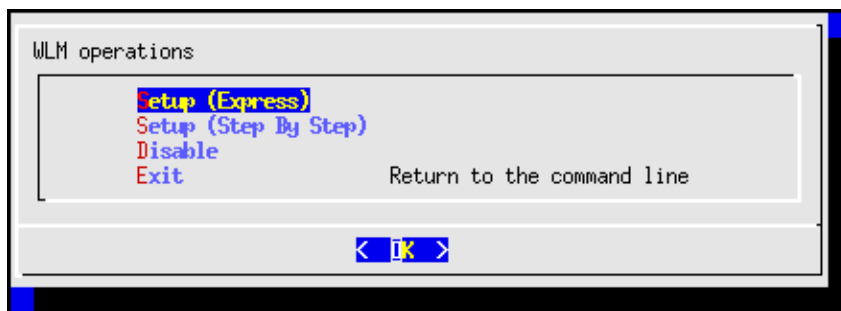 WLM operations
Setup (Express)
Setup (Step By Step)
Disable
Exit Return to the command line
< OK >